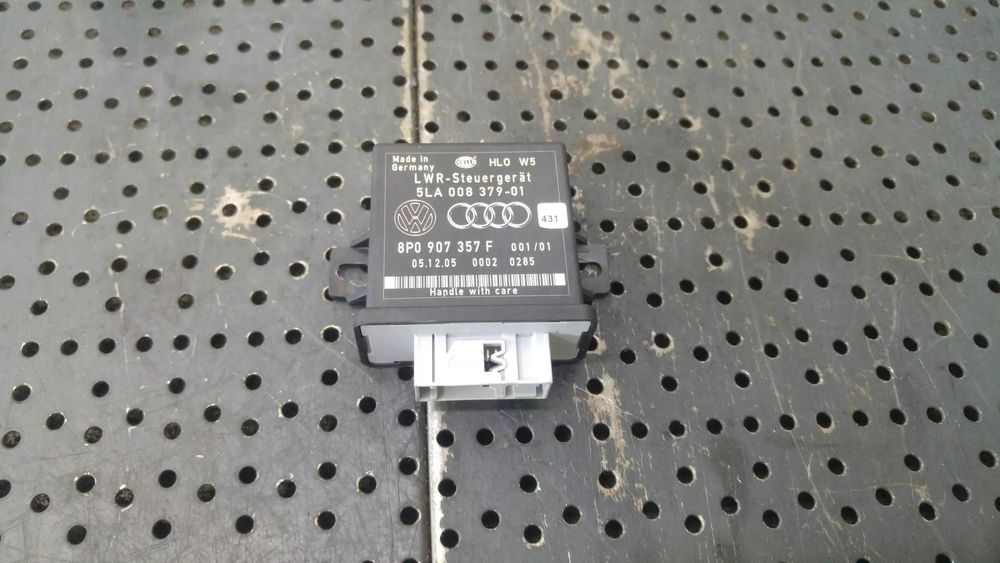 Made in
Germany
HELLA
HLO W5
LWR-Steuergerät
5LA 008 379-01
431
8P0 907 357 F 001/01
05.12.05 0002 0285
Handle with care